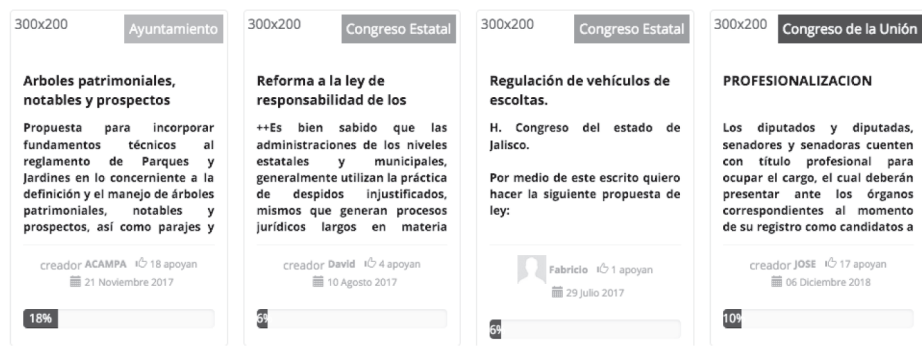 300x200
Ayuntamiento
Arboles patrimoniales,
notables y prospectos
Propuesta para incorporar
fundamentos técnicos al
reglamento de Parques y
Jardines en lo concerniente a la
definición y el manejo de árboles
patrimoniales, notables y
prospectos, así como parajes y
creador ACAMPA 18 apoyan
21 Noviembre 2017
18%
300x200
Congreso Estatal
Reforma a la ley de
responsabilidad de los
++Es bien sabido que las
administraciones de los niveles
estatales y municipales,
generalmente utilizan la práctica
de despidos injustificados,
mismos que generan procesos
jurídicos largos en materia
creador David 4 apoyan
10 Agosto 2017
6%
300x200
Congreso Estatal
Regulación de vehículos de
escoltas.
H. Congreso del estado de
Jalisco.
Por medio de este escrito quiero
hacer la siguiente propuesta de
ley:
Fabricio 1 apoyan
29 Julio 2017
6%
300x200
Congreso de la Unión
PROFESIONALIZACION
Los diputados y diputadas,
senadores y senadoras cuenten
con título profesional para
ocupar el cargo, el cual deberán
presentar ante los órganos
correspondientes al momento
de su registro como candidatos a
creador JOSE 17 apoyan
06 Diciembre 2018
10%